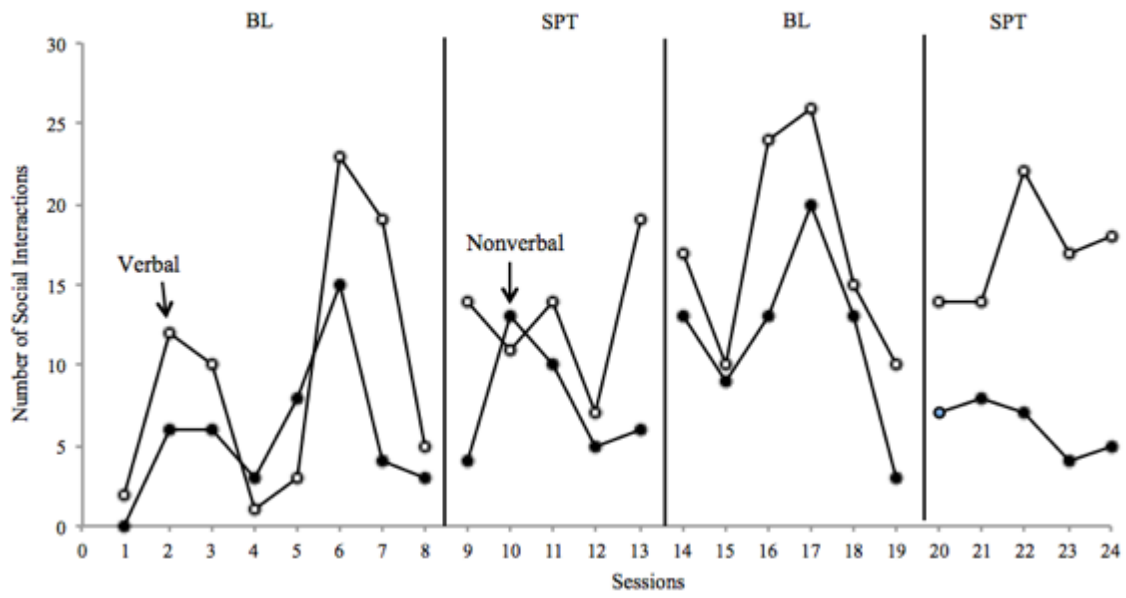 BL SPT BL SPT
30
25
20
15
10
5
0
Number of Social Interactions
Verbal
Nonverbal
0 1 2 3 4 5 6 7 8 9 10 11 12 13 14 15 16 17 18 19 20 21 22 23 24
Sessions